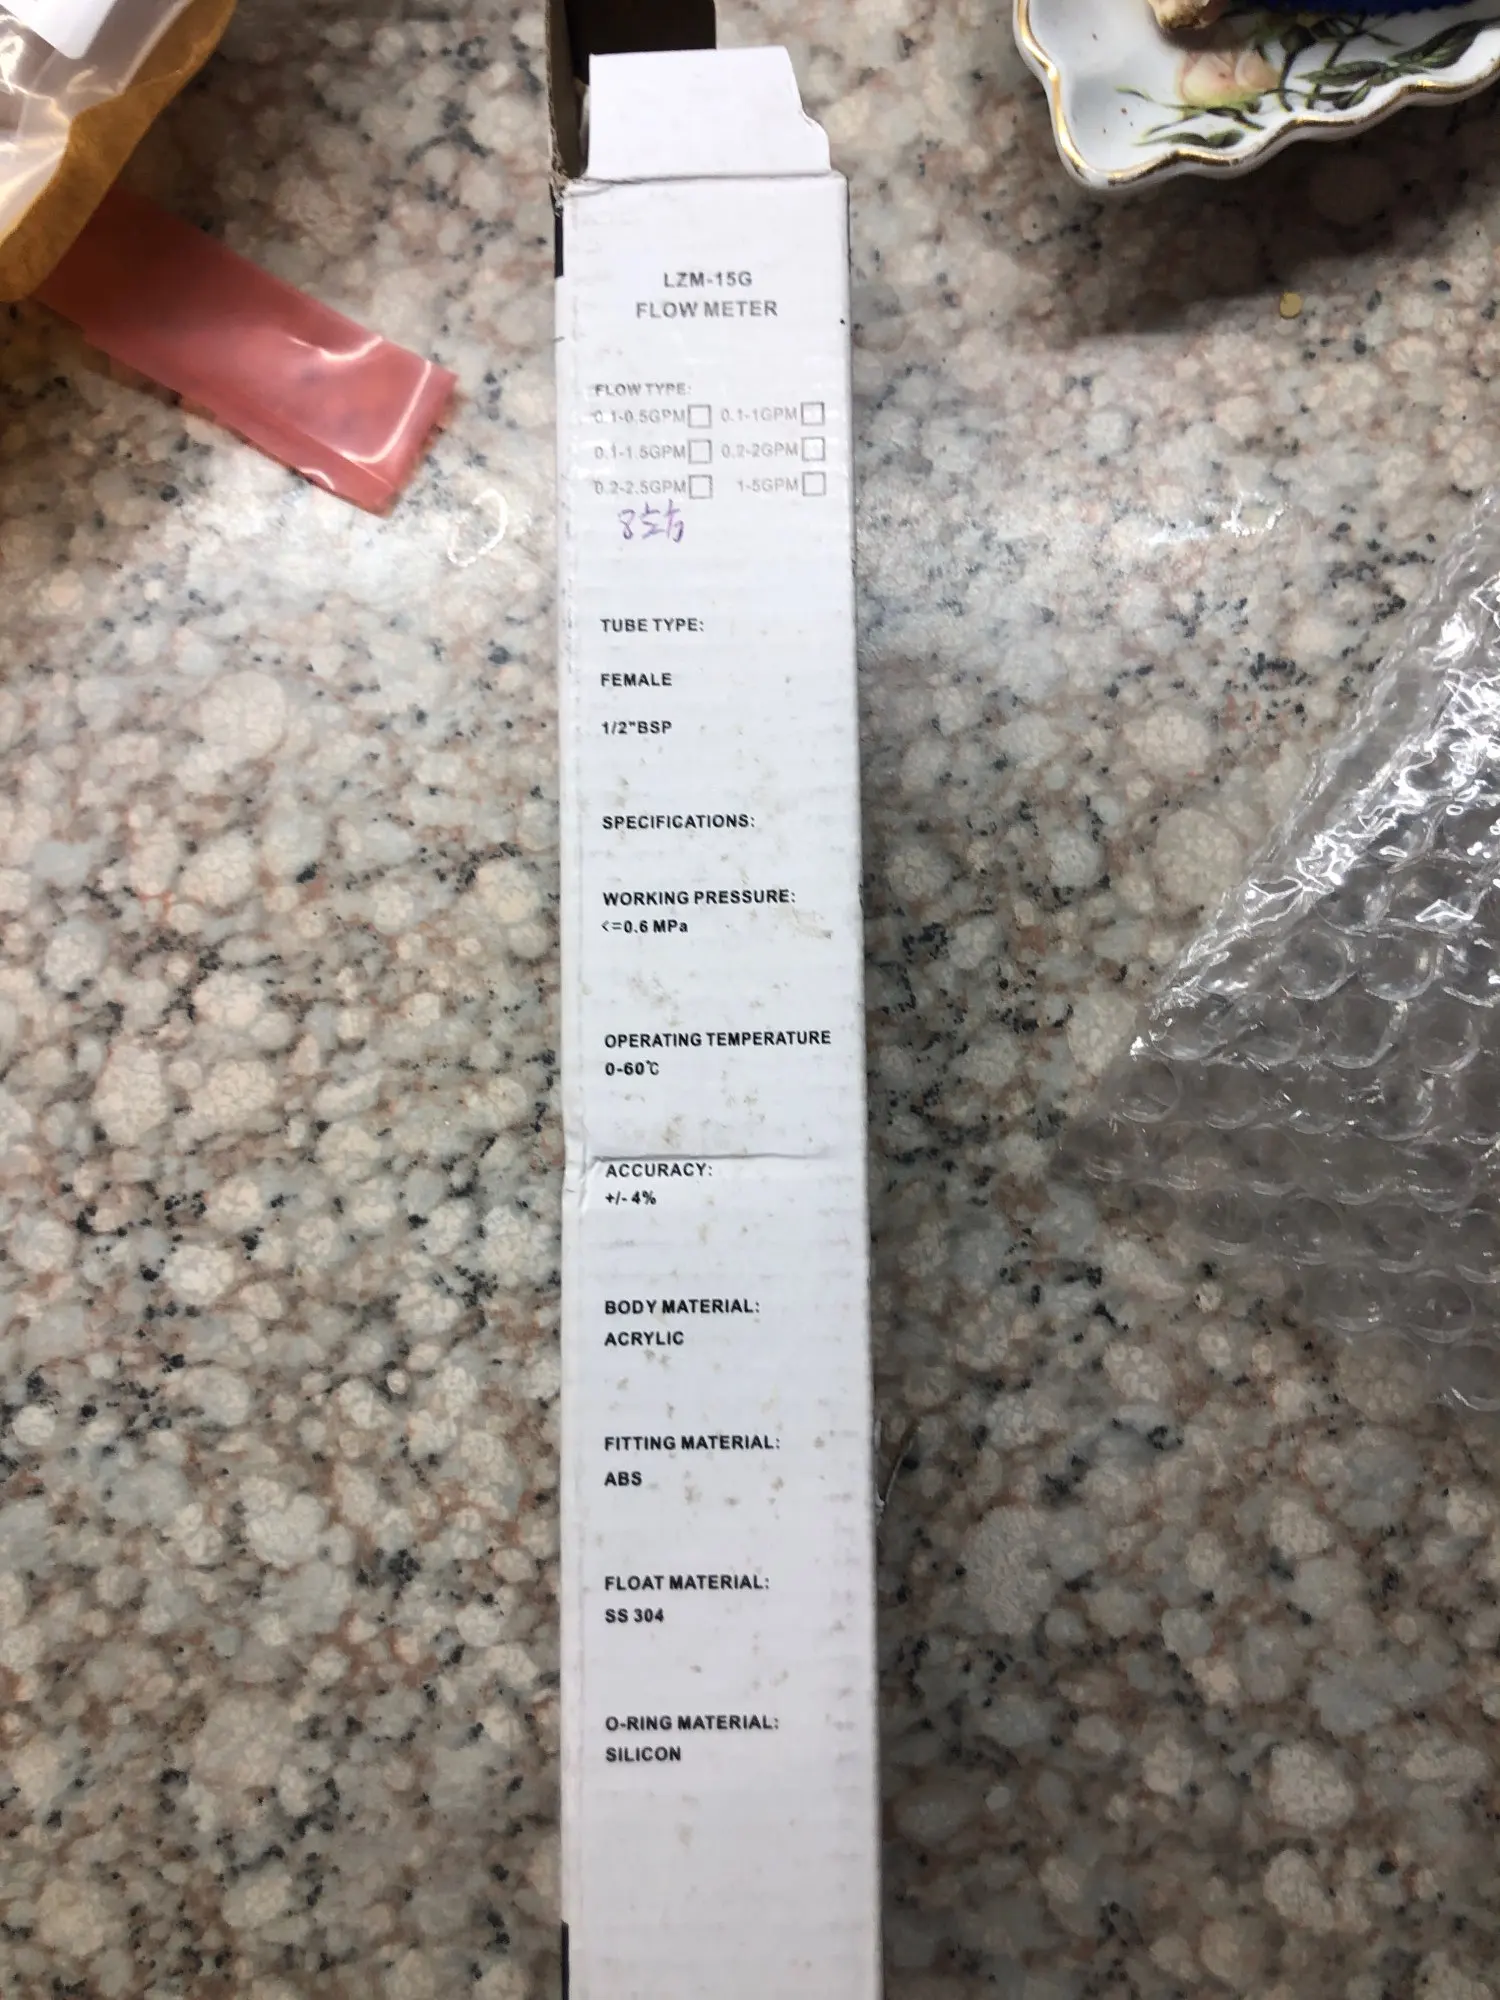 LZM-15G
FLOW METER
FLOW TYPE:
0.1-0.5GPM 0.1-1GPM
0.1-1.5GPM 0.2-2GPM
0.2-2.5GPM 1-5GPM
TUBE TYPE:
FEMALE
1/2"BSP
SPECIFICATIONS:
WORKING PRESSURE:
<=0.6 MPa
OPERATING TEMPERATURE
0-60℃
ACCURACY:
+/- 4%
BODY MATERIAL:
ACRYLIC
FITTING MATERIAL:
ABS
FLOAT MATERIAL:
SS 304
O-RING MATERIAL:
SILICON